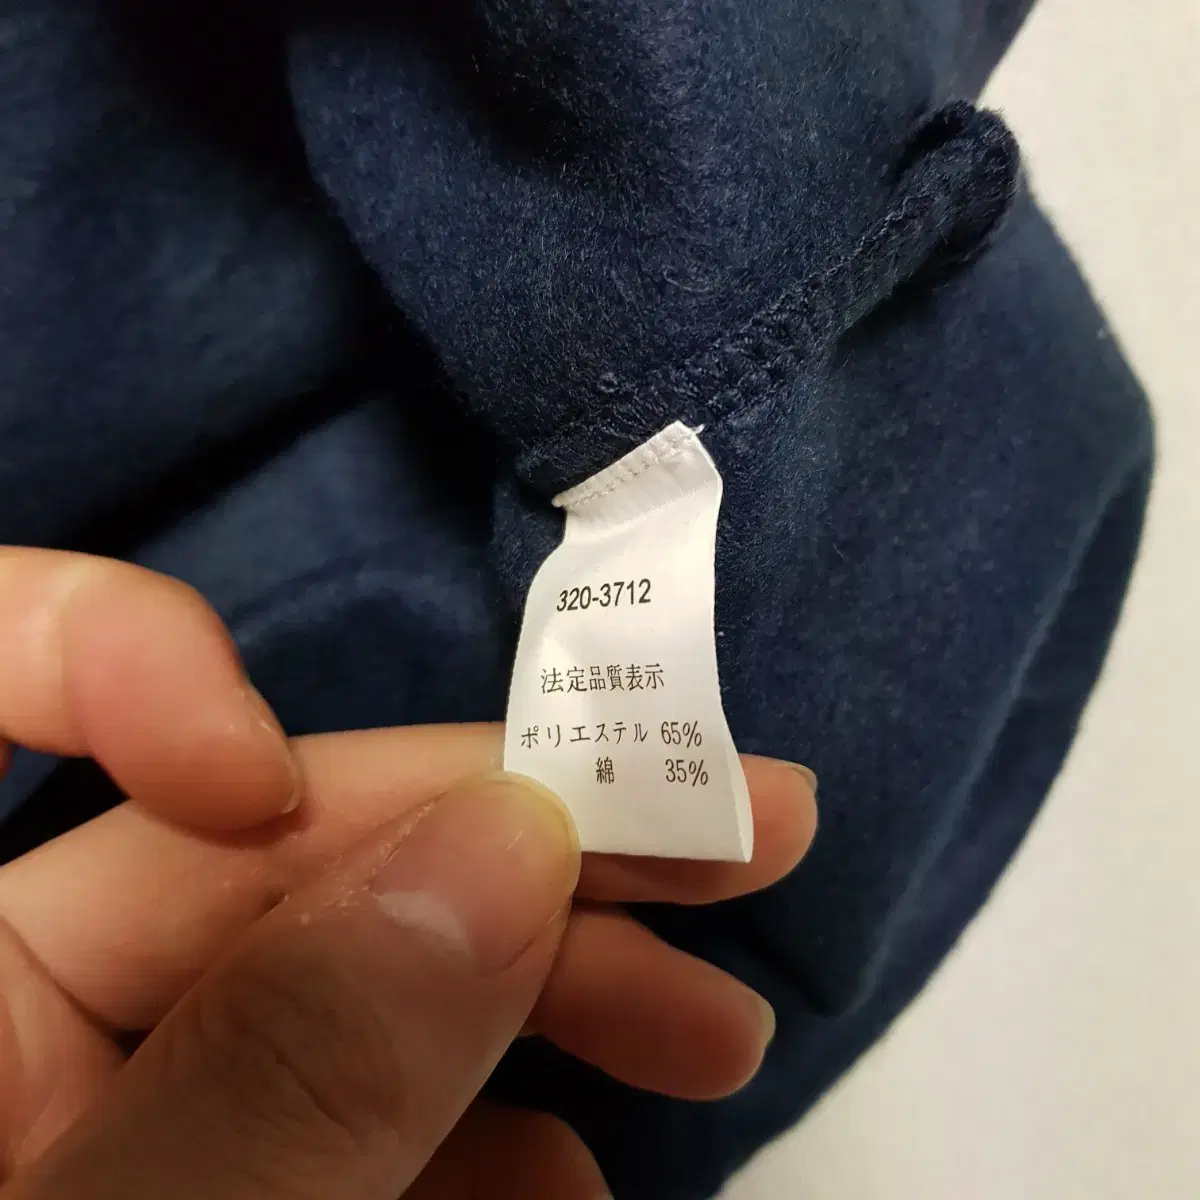 320-3712
法定品質表示
ポリエステル 65%
綿 35%